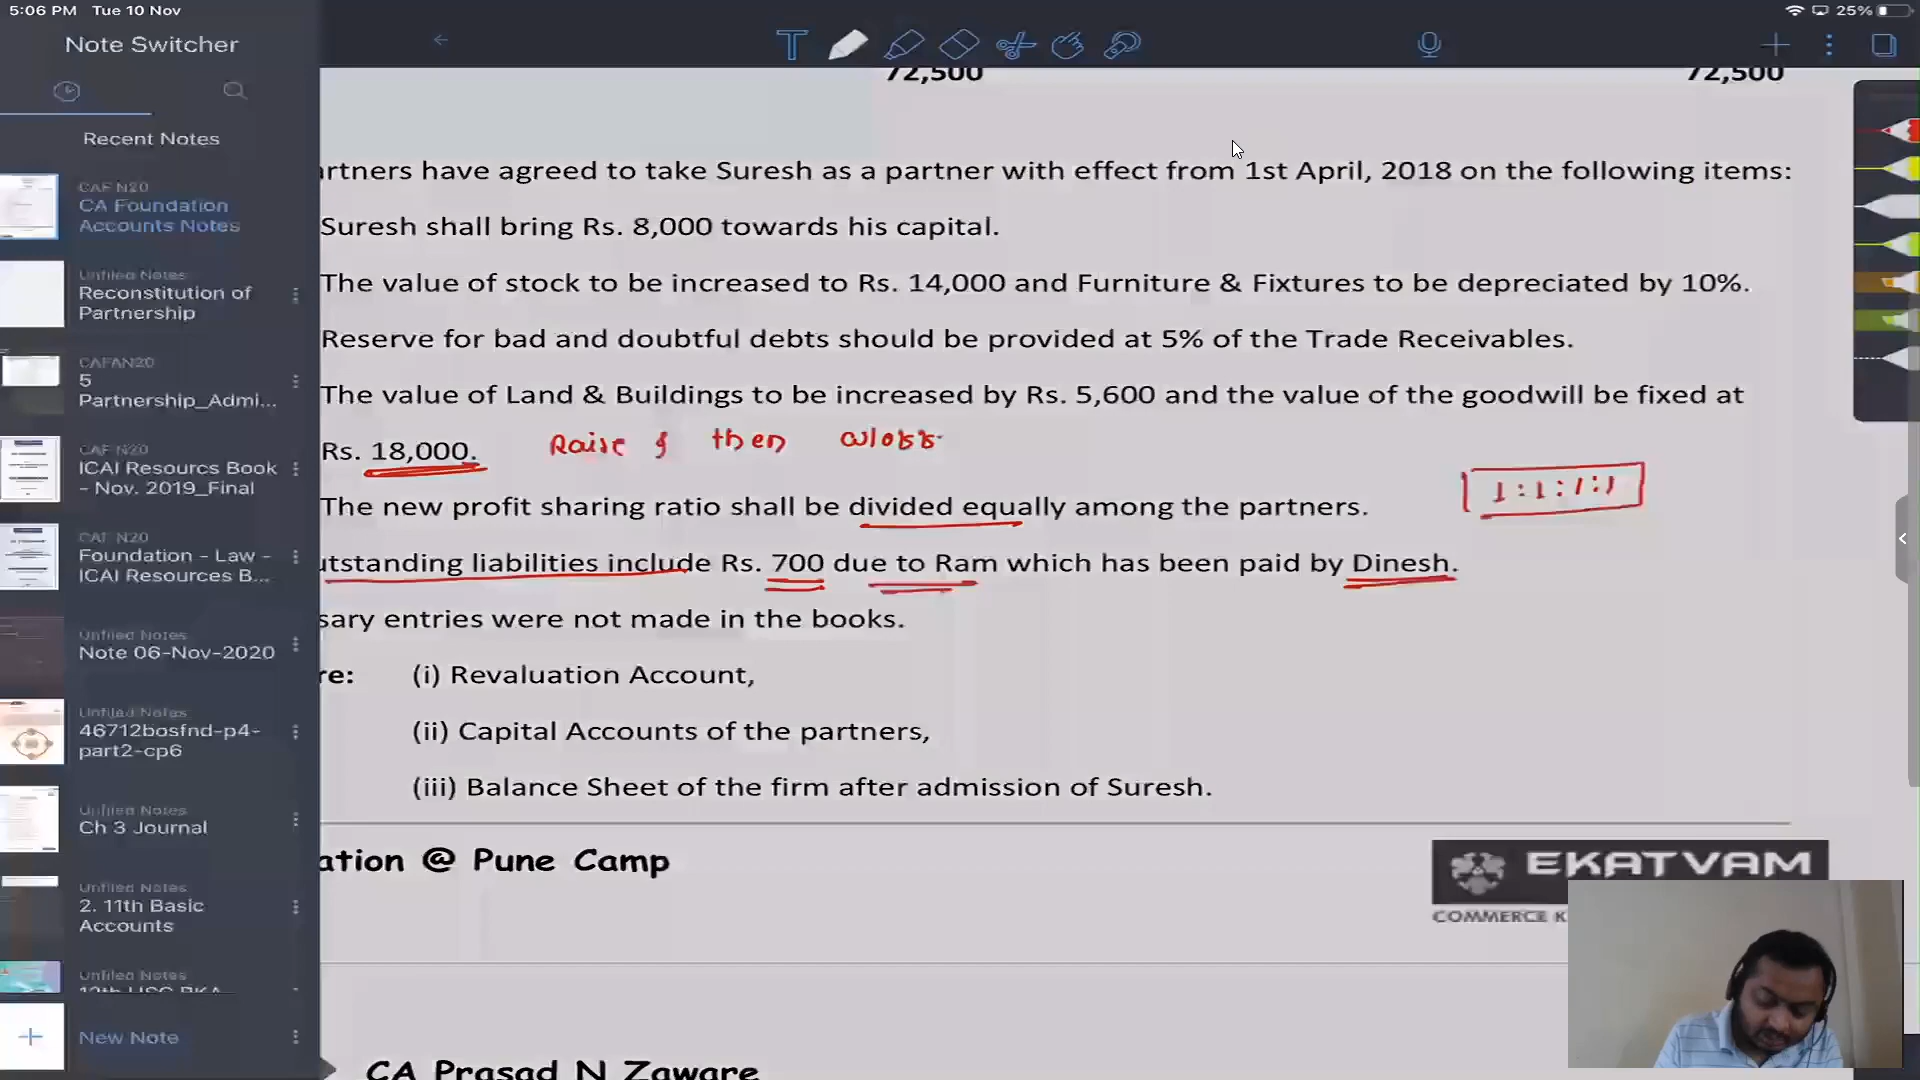 5:06 PM Tue 10 Nov
25%
Note Switcher
Recent Notes
CAF N20
CA Foundation
Accounts Notes
Unfiled Notes
Reconstitution of
Partnership
CAFAN20
5
Partnership_Admi...
CAF N20
ICAI Resourcs Book
- Nov. 2019_Final
CAF N20
Foundation - Law -
ICAI Resources B...
Unfiled Notes
Note 06-Nov-2020
Unfiled Notes
46712bosfnd-p4-
part2-cp6
Unfiled Notes
Ch 3 Journal
Unfiled Notes
2. 11th Basic
Accounts
Unfiled Notes
New Note
T
72,500 72,500
artners have agreed to take Suresh as a partner with effect from 1st April, 2018 on the following items:
Suresh shall bring Rs. 8,000 towards his capital.
The value of stock to be increased to Rs. 14,000 and Furniture & Fixtures to be depreciated by 10%.
Reserve for bad and doubtful debts should be provided at 5% of the Trade Receivables.
The value of Land & Buildings to be increased by Rs. 5,600 and the value of the goodwill be fixed at
Rs. 18,000. Raise & then
1:1:1:1
The new profit sharing ratio shall be divided equally among the partners.
utstanding liabilities include Rs. 700 due to Ram which has been paid by Dinesh.
sary entries were not made in the books.
re: (i) Revaluation Account,
(ii) Capital Accounts of the partners,
(iii) Balance Sheet of the firm after admission of Suresh.
ation @ Pune Camp
EKATVAM
COMMERCE K
CA Prasad N Zaware